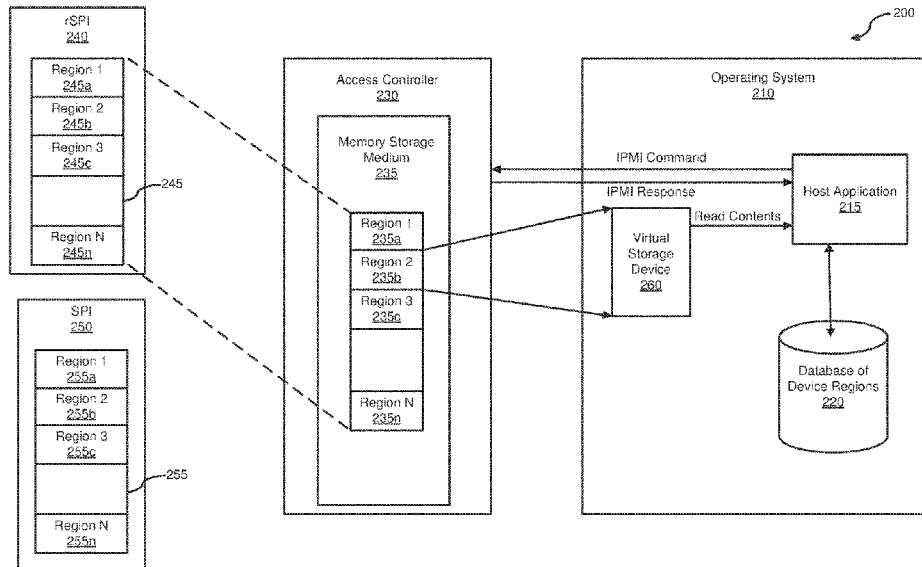 200
rSPI
240
Region 1
245a
Region 2
245b
Region 3
245c
245
Region N
245n
SPI
250
Region 1
255a
Region 2
255b
Region 3
255c
255
Region N
255n
Access Controller
230
Memory Storage
Medium
235
Region 1
235a
Region 2
235b
Region 3
235c
Region N
235n
Operating System
210
IPMI Command
IPMI Response
Read Contents
Virtual
Storage
Device
260
Host Application
215
Database of
Device Regions
220